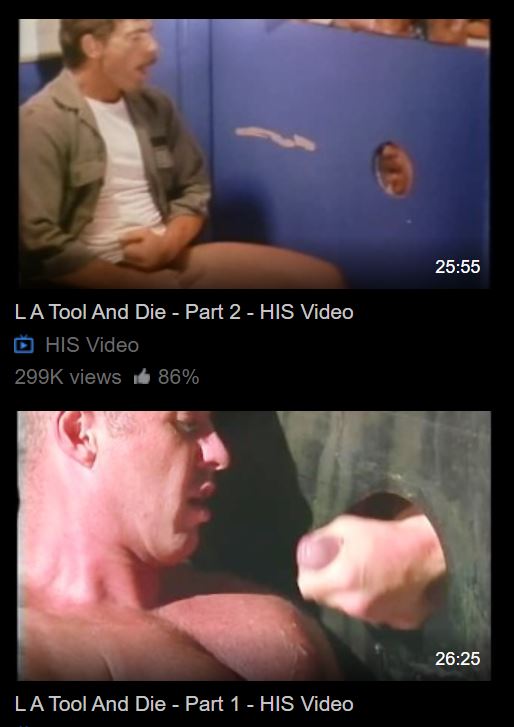 25:55
L A Tool And Die - Part 2 - HIS Video
HIS Video
299K views 86%
26:25
L A Tool And Die - Part 1 - HIS Video